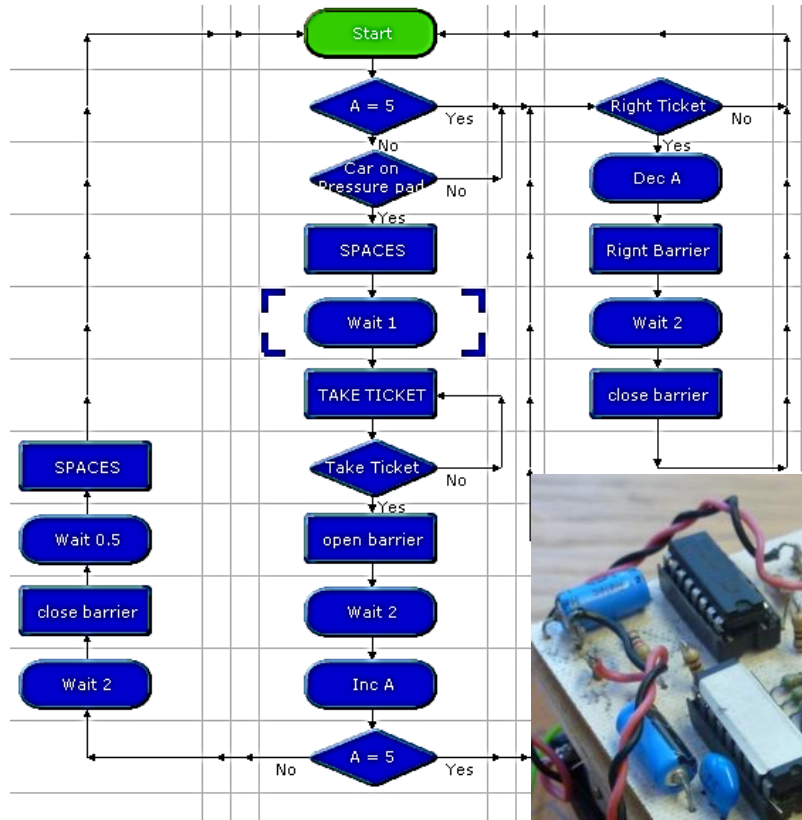 Start
A = 5
Yes
No
Car on
Pressure pad
No
Yes
SPACES
Wait 1
TAKE TICKET
Take Ticket
No
Yes
open barrier
Wait 2
Inc A
A = 5
No
Yes
Wait 2
close barrier
Wait 0.5
SPACES
Right Ticket
No
Yes
Dec A
Rignt Barrier
Wait 2
close barrier